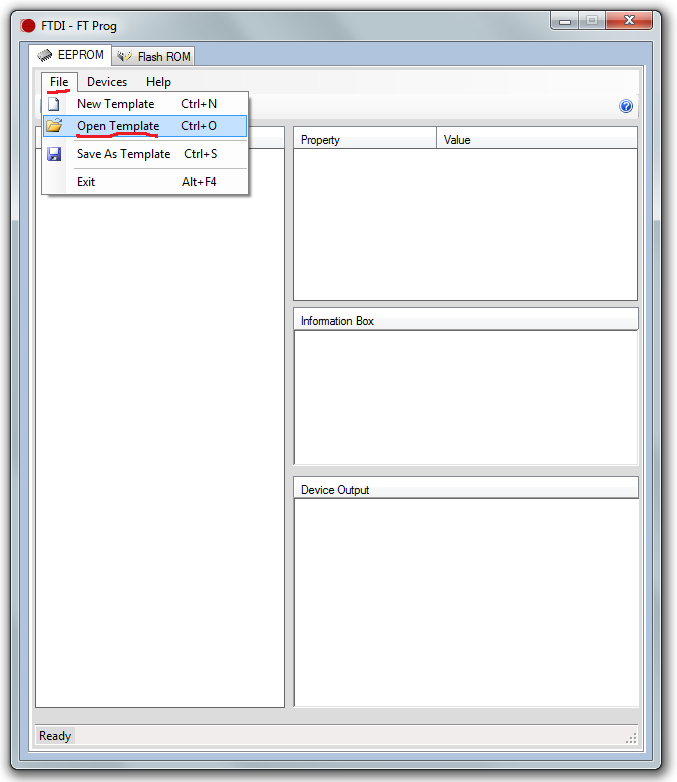 FTDI - FT Prog
EEPROM Flash ROM
File Devices Help
New Template Ctrl+N
Open Template Ctrl+O
Save As Template Ctrl+S
Exit Alt+F4
Property Value
Information Box
Device Output
Ready